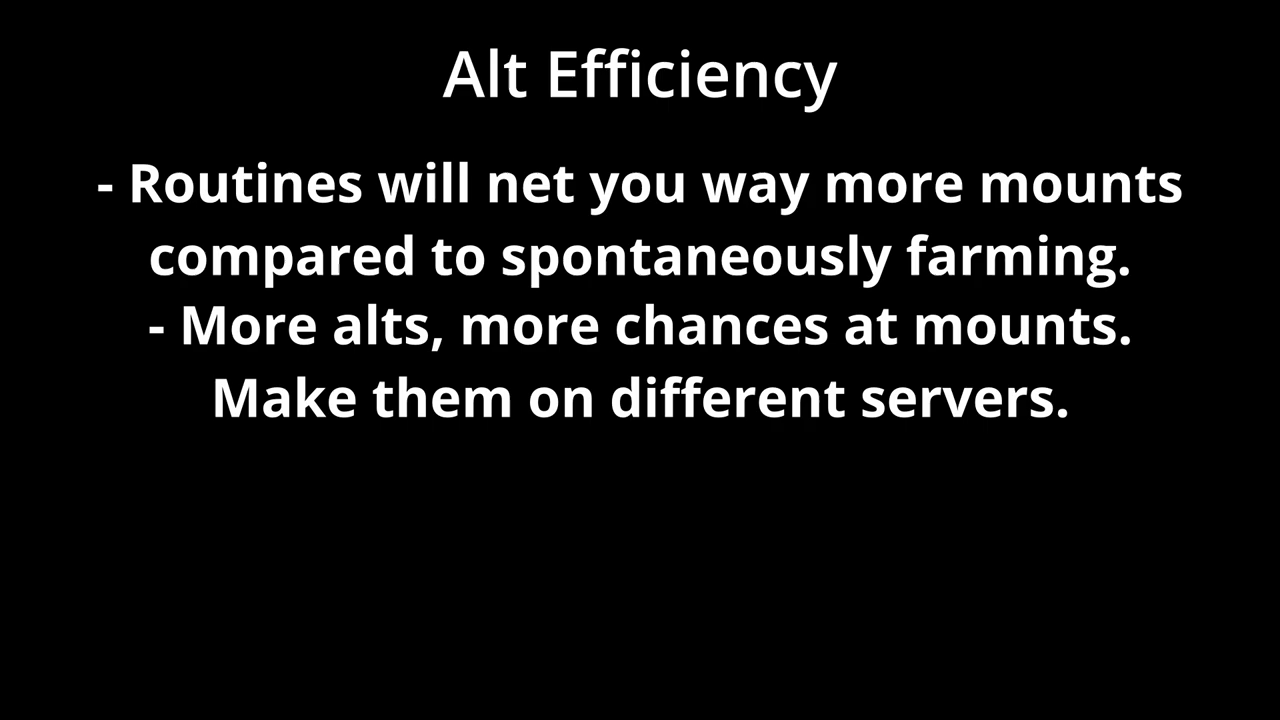 Alt Efficiency
- Routines will net you way more mounts
compared to spontaneously farming.
- More alts, more chances at mounts.
Make them on different servers.